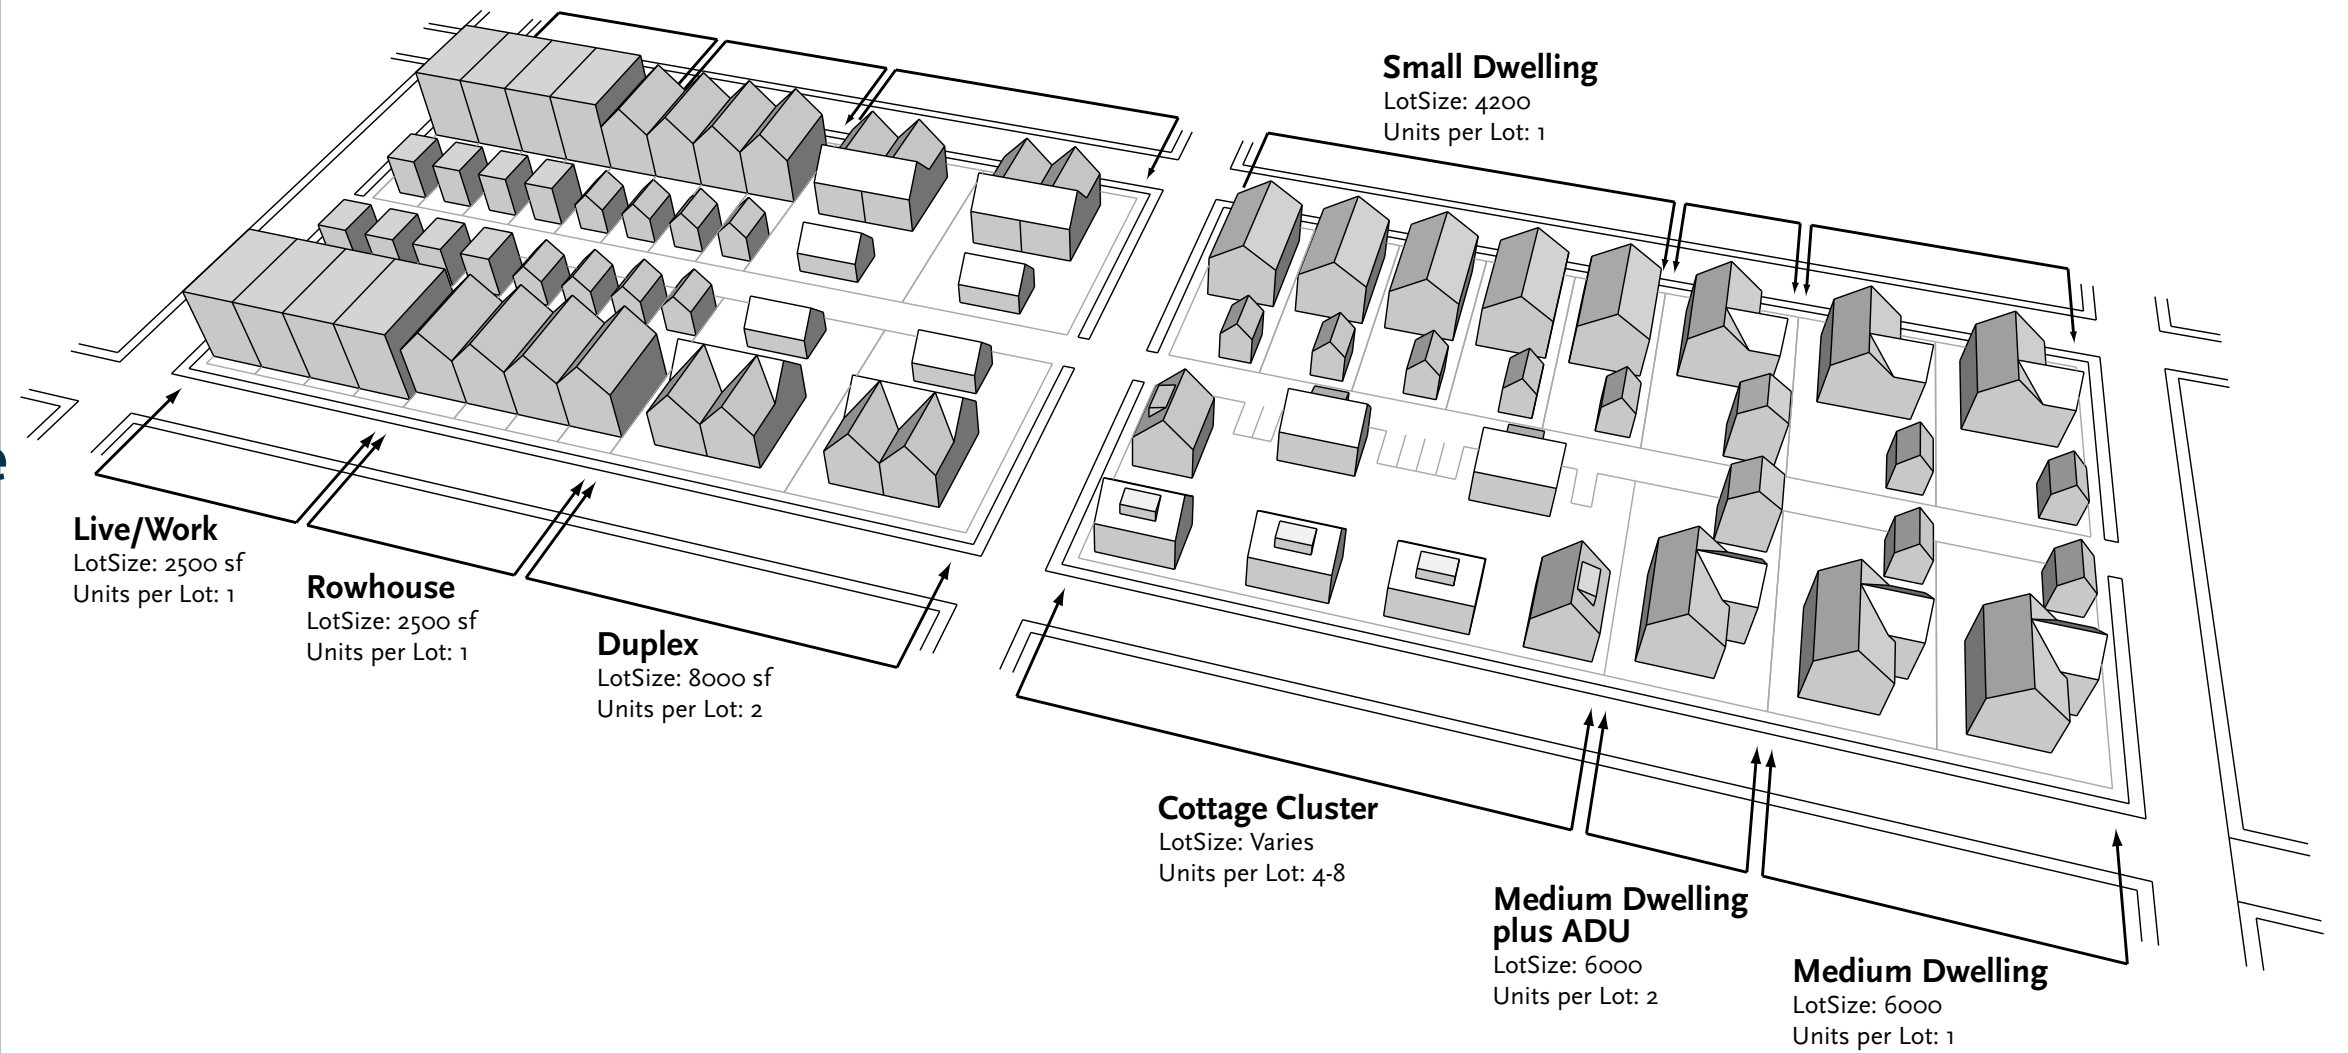 Small Dwelling
LotSize: 4200
Units per Lot: 1
Live/Work
LotSize: 2500 sf
Units per Lot: 1
Rowhouse
LotSize: 2500 sf
Units per Lot: 1
Duplex
LotSize: 8000 sf
Units per Lot: 2
Cottage Cluster
LotSize: Varies
Units per Lot: 4-8
Medium Dwelling
plus ADU
LotSize: 6000
Units per Lot: 2
Medium Dwelling
LotSize: 6000
Units per Lot: 1